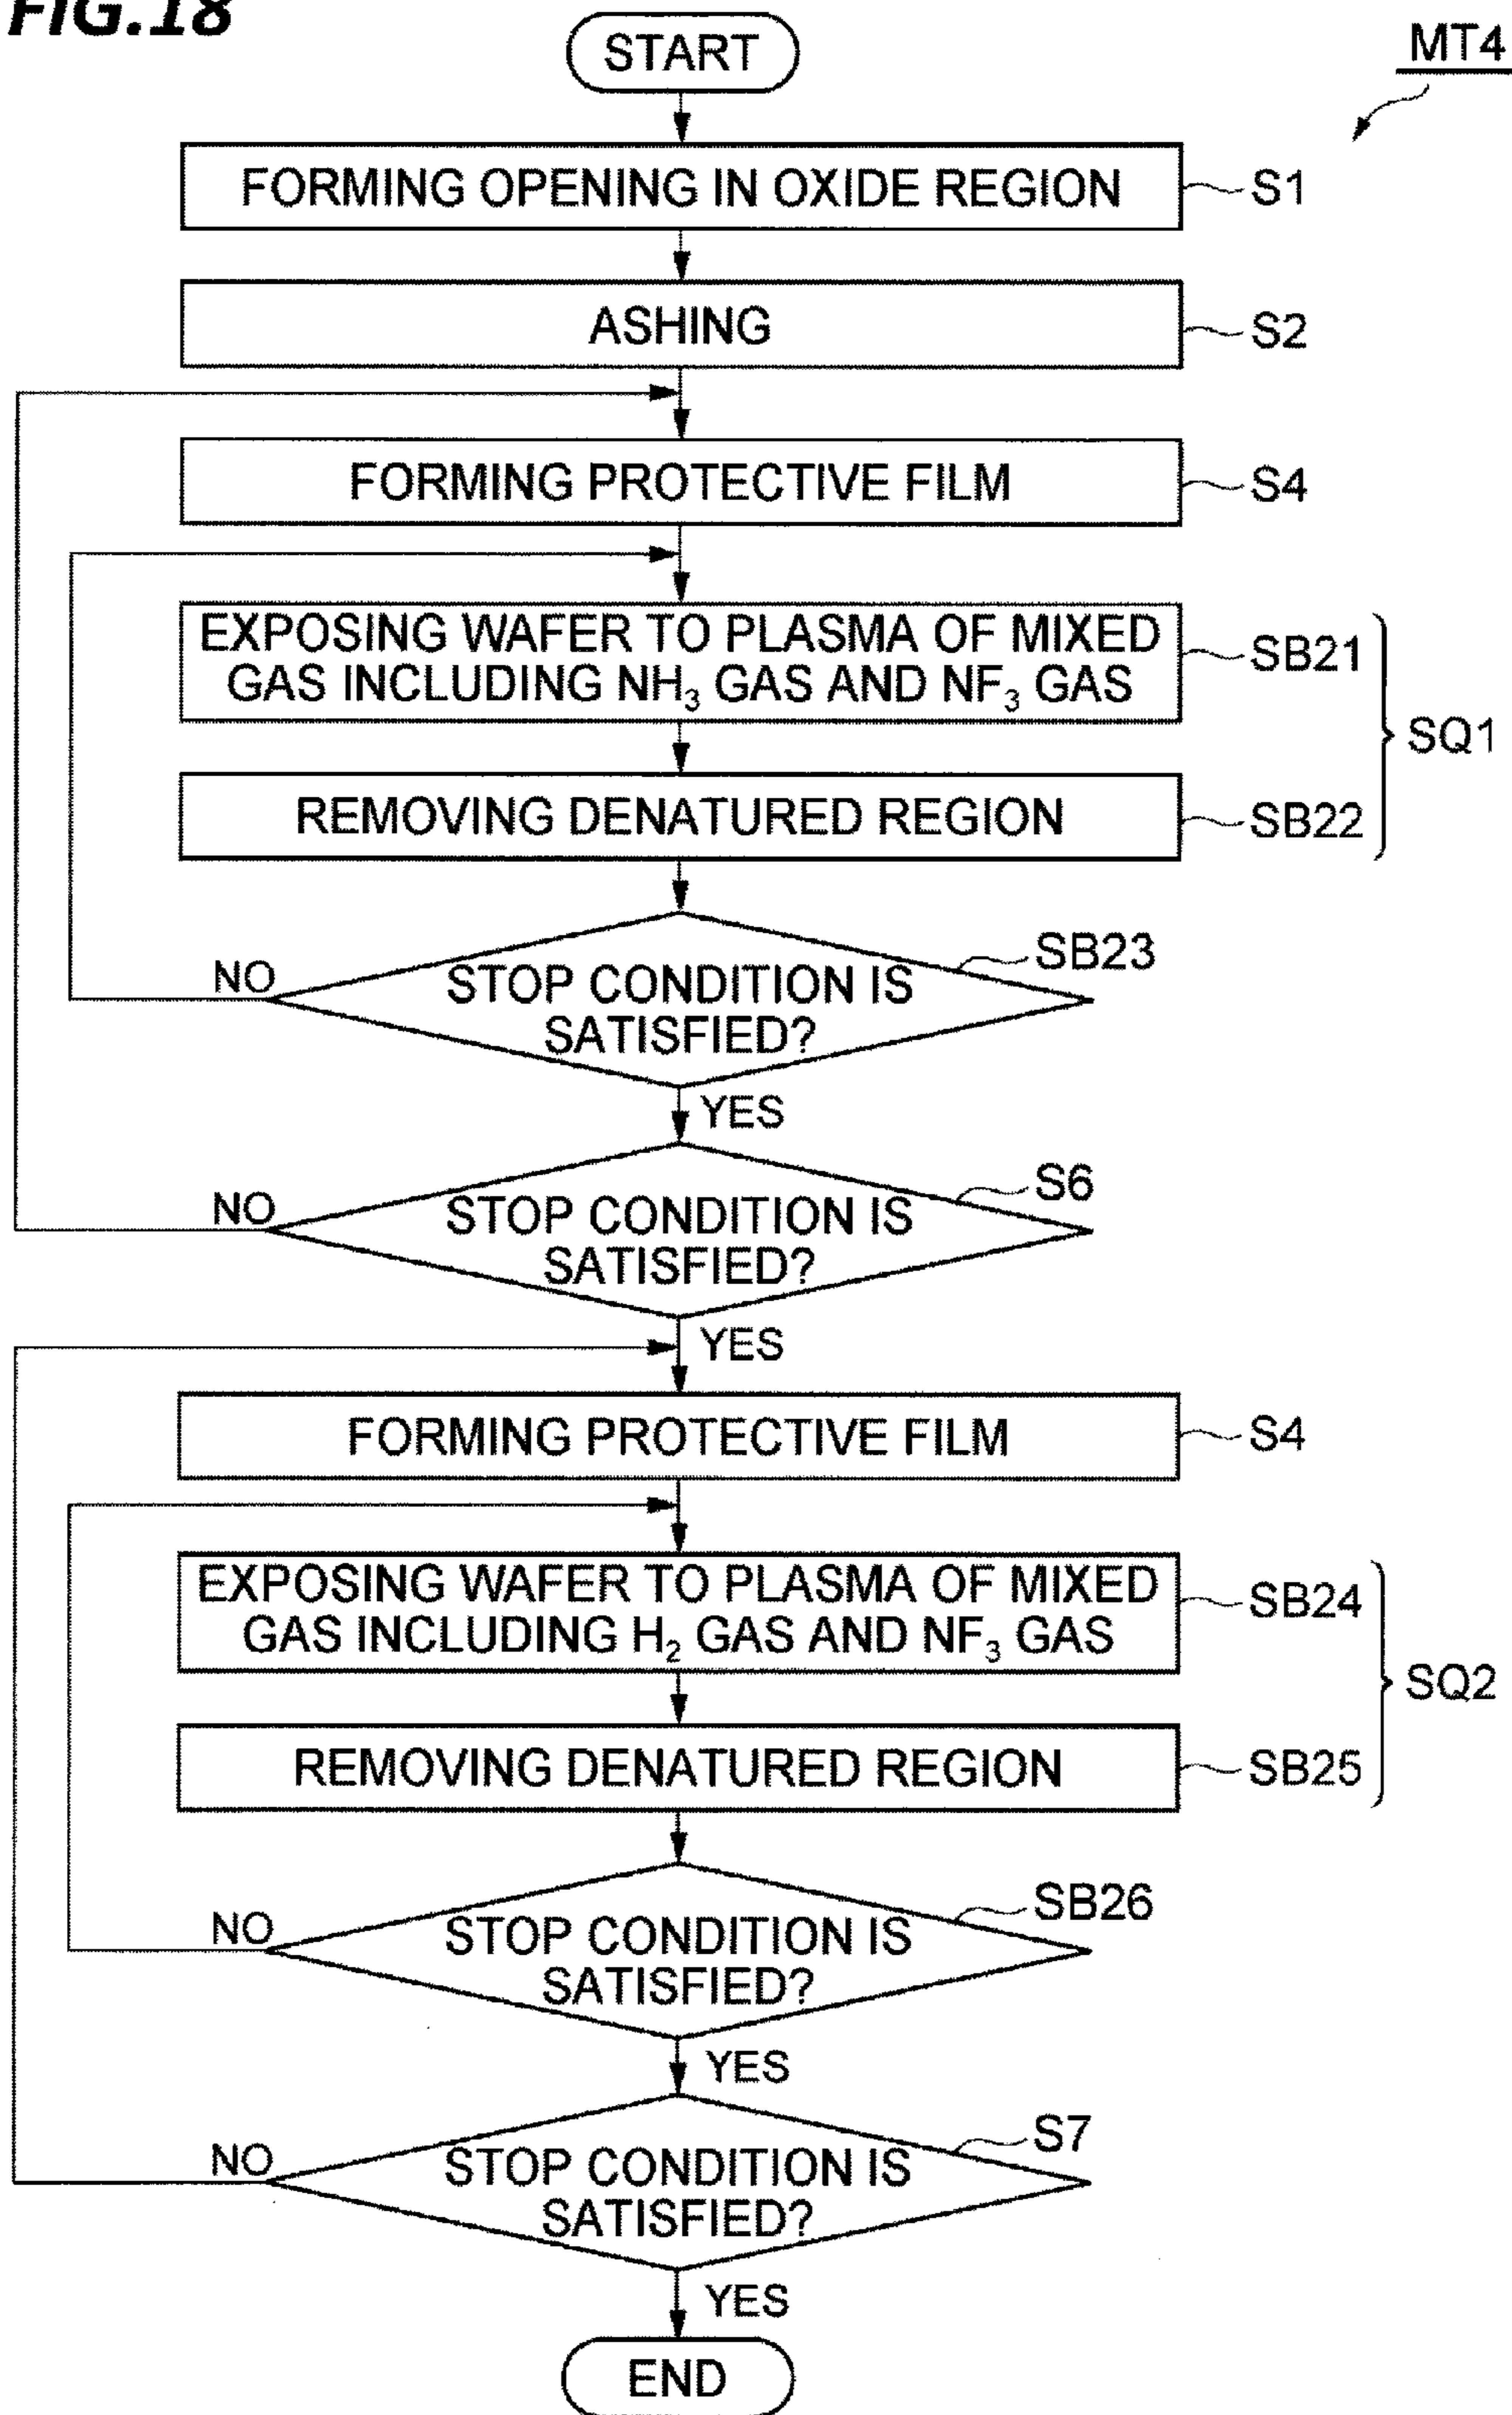 FIG.18
START
MT4
FORMING OPENING IN OXIDE REGION
S1
ASHING
S2
FORMING PROTECTIVE FILM
S4
EXPOSING WAFER TO PLASMA OF MIXED
GAS INCLUDING NH₃ GAS AND NF₃ GAS
SB21
SQ1
REMOVING DENATURED REGION
SB22
SB23
NO
STOP CONDITION IS
SATISFIED?
YES
S6
NO
STOP CONDITION IS
SATISFIED?
YES
FORMING PROTECTIVE FILM
S4
EXPOSING WAFER TO PLASMA OF MIXED
GAS INCLUDING H₂ GAS AND NF₃ GAS
SB24
SQ2
REMOVING DENATURED REGION
SB25
SB26
NO
STOP CONDITION IS
SATISFIED?
YES
S7
NO
STOP CONDITION IS
SATISFIED?
YES
END